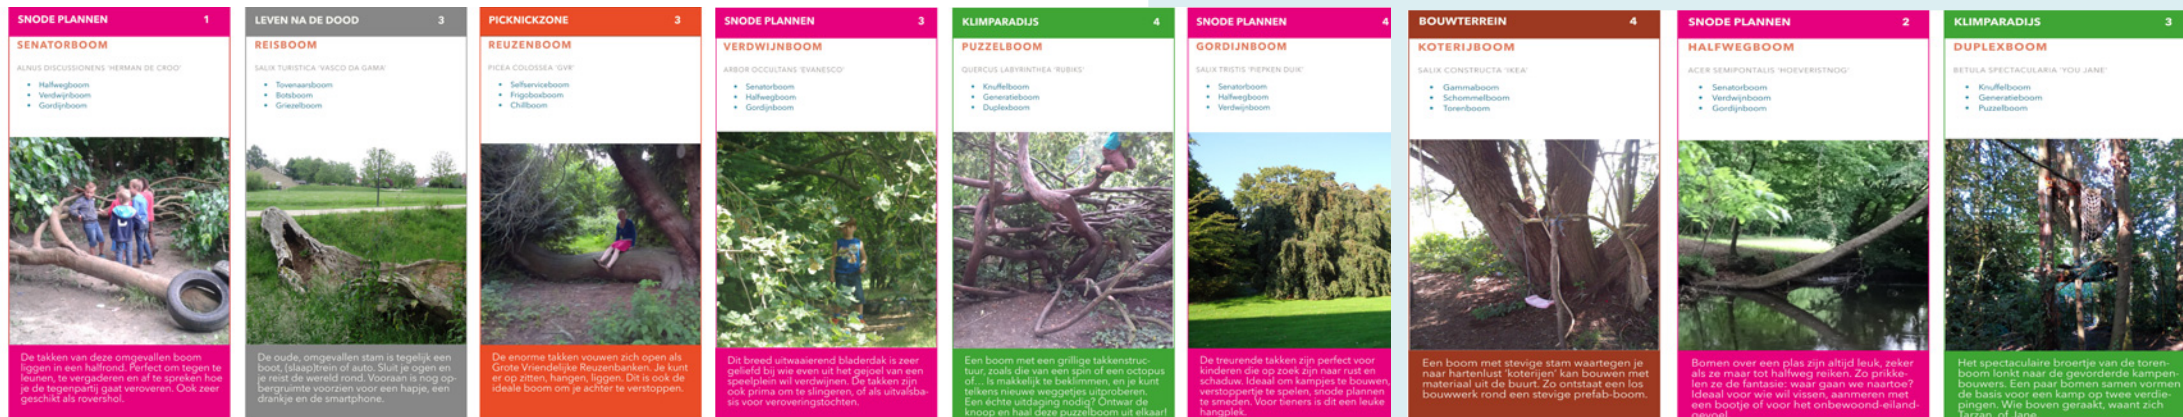 SNODE PLANNEN 1
SENATORBOOM
ALNUS DISCUSSIONENS 'HERMAN DE CROO'
• Halfwegboom
• Verdwijnboom
• Gordijnboom
De takken van deze omgevallen boom
liggen in een halfrond. Perfect om tegen te
leunen, te vergaderen en af te spreken hoe
je de tegenpartij gaat veroveren. Ook zeer
geschikt als rovershol.
LEVEN NA DE DOOD 3
REISBOOM
SALIX TURISTICA 'VASCO DA GAMA'
• Tovenaarsboom
• Botsboom
• Griezelboom
De oude, omgevallen stam is tegelijk een
boot, (slaap)trein of auto. Sluit je ogen en
je reist de wereld rond. Vooraan is nog op-
bergruimte voorzien voor een hapje, een
drankje en de smartphone.
PICKNICKZONE 3
REUZENBOOM
PICEA COLOSSEA 'GVR'
• Selfserviceboom
• Frigoboxboom
• Chillboom
De enorme takken vouwen zich open als
Grote Vriendelijke Reuzenbanken. Je kunt
er op zitten, hangen, liggen. Dit is ook de
ideale boom om je achter te verstoppen.
SNODE PLANNEN 3
VERDWIJNBOOM
ARBOR OCCULTANS 'EVANESCO'
• Senatorboom
• Halfwegboom
• Gordijnboom
Dit breed uitwaaierend bladerdak is zeer
geliefd bij wie even uit het gejoel van een
speelplein wil verdwijnen. De takken zijn
ook prima om te slingeren, of als uitvalsba-
sis voor veroveringstochten.
KLIMPARADIJS 4
PUZZELBOOM
QUERCUS LABYRINTHEA 'RUBIKS'
• Knuffelboom
• Generatieboom
• Duplexboom
Een boom met een grillige takkenstruc-
tuur, zoals die van een spin of een octopus
of... Is makkelijk te beklimmen, en je kunt
telkens nieuwe weggetjes uitproberen.
Een échte uitdaging nodig? Ontwar de
knoop en haal deze puzzelboom uit elkaar!
SNODE PLANNEN 4
GORDIJNBOOM
SALIX TRISTIS 'PIEPKEN DUIK'
• Senatorboom
• Halfwegboom
• Verdwijnboom
De treurende takken zijn perfect voor
kinderen die op zoek zijn naar rust en
schaduw. Ideaal om kampjes te bouwen,
verstoppertje te spelen, snode plannen
te smeden. Voor tieners is dit een leuke
hangplek.
BOUWTERREIN 4
KOTERIJBOOM
SALIX CONSTRUCTA 'IKEA'
• Gammaboom
• Schommelboom
• Torenboom
Een boom met stevige stam waartegen je
naar hartenlust 'koterijen' kan bouwen met
materiaal uit de buurt. Zo ontstaat een los
bouwwerk rond een stevige prefab-boom.
SNODE PLANNEN 2
HALFWEGBOOM
ACER SEMIPONTALIS 'HOEVERISTNOG'
• Senatorboom
• Verdwijnboom
• Gordijnboom
Bomen over een plas zijn altijd leuk, zeker
als ze maar tot halfweg reiken. Zo prikke-
len ze de fantasie: waar gaan we naartoe?
Ideaal voor wie wil vissen, aanmeren met
een bootje of voor het onbewoond-eiland-
gevoel.
KLIMPARADIJS 3
DUPLEXBOOM
BETULA SPECTACULARIA 'YOU JANE'
• Knuffelboom
• Generatieboom
• Puzzelboom
Het spectaculaire broertje van de toren-
boom lonkt naar de gevorderde kampen-
bouwers. Een paar bomen samen vormen
de basis voor een kamp op twee verdie-
pingen. Wie boven geraakt, waant zich
Tarzan, of Jane.